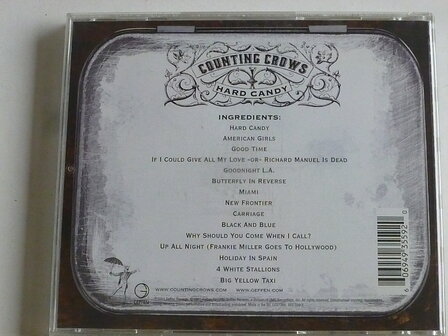 COUNTING CROWS
HARD CANDY
INGREDIENTS:
HARD CANDY
AMERICAN GIRLS
GOOD TIME
IF I COULD GIVE ALL MY LOVE -OR- RICHARD MANUEL IS DEAD
GOODNIGHT L.A.
BUTTERFLY IN REVERSE
MIAMI
NEW FRONTIER
CARRIAGE
BLACK AND BLUE
WHY SHOULD YOU COME WHEN I CALL?
UP ALL NIGHT (FRANKIE MILLER GOES TO HOLLYWOOD)
HOLIDAY IN SPAIN
4 WHITE STALLIONS
BIG YELLOW TAXI
WWW.COUNTINGCROWS.COM WWW.GEFFEN.COM